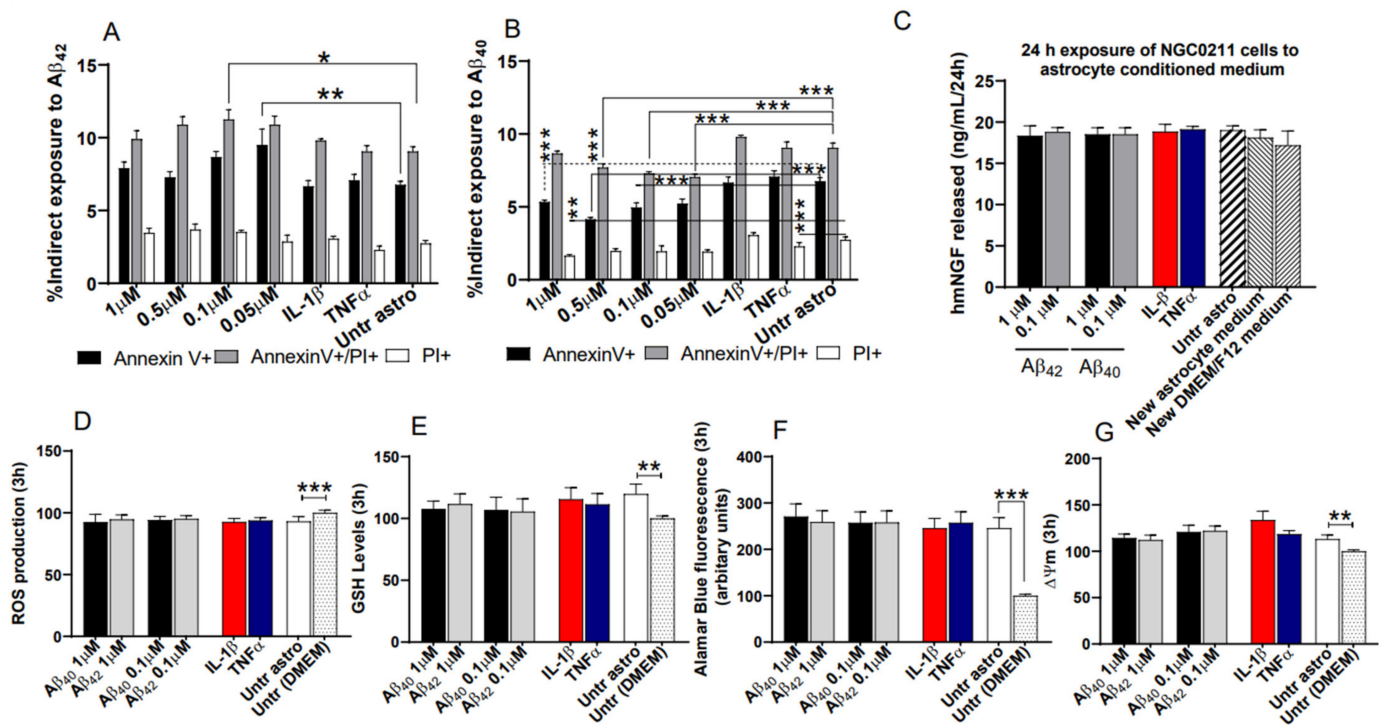 A
%Indirect exposure to Aβ42
15
10
5
0
*
**
1μM
0.5μM
0.1μM
0.05μM
IL-1β
TNFα
Untr astro
Annexin V+ AnnexinV+/PI+ PI+
B
%Indirect exposure to Aβ40
15
10
5
0
***
***
***
***
***
***
***
**
***
1μM
0.5μM
0.1μM
0.05μM
IL-1β
TNFα
Untr astro
AnnexinV+ AnnexinV+/PI+ PI+
C
24 h exposure of NGC0211 cells to
astrocyte conditioned medium
hmNGF released (ng/mL/24h)
25
20
15
10
5
0
1 μM
0.1 μM
1 μM
0.1 μM
IL-β
TNFα
Untr astro
New astrocyte medium
New DMEM/F12 medium
Aβ42
Aβ40
D
ROS production (3h)
150
100
50
0
***
Aβ40 1μM
Aβ42 1μM
Aβ40 0.1μM
Aβ42 0.1μM
IL-1β
TNFα
Untr astro
Untr (DMEM)
E
GSH Levels (3h)
150
100
50
0
**
Aβ40 1μM
Aβ42 1μM
Aβ40 0.1μM
Aβ42 0.1μM
IL-1β
TNFα
Untr astro
Untr (DMEM)
F
Alamar Blue fluorescence (3h)
(arbitary units)
400
300
200
100
0
***
Aβ40 1μM
Aβ42 1μM
Aβ40 0.1μM
Aβ42 0.1μM
IL-1β
TNFα
Untr astro
Untr (DMEM)
G
ΔΨm (3h)
200
150
100
50
0
**
Aβ40 1μM
Aβ42 1μM
Aβ40 0.1μM
Aβ42 0.1μM
IL-1β
TNFα
Untr astro
Untr (DMEM)